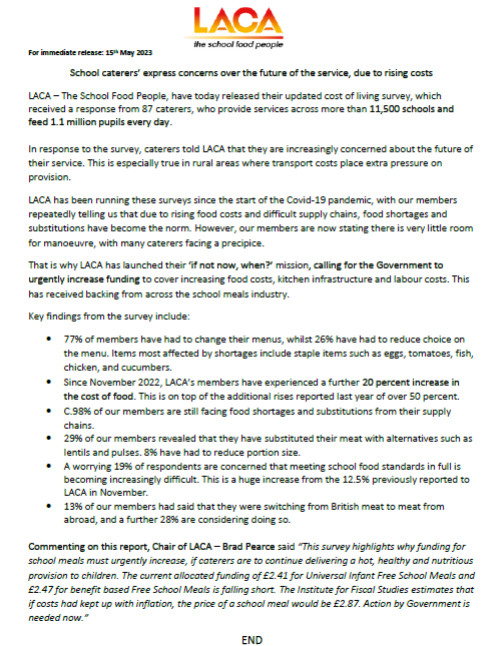 LACA
the school food people
For immediate release: 15th May 2023
School caterers' express concerns over the future of the service, due to rising costs
LACA – The School Food People, have today released their updated cost of living survey, which
received a response from 87 caterers, who provide services across more than 11,500 schools and
feed 1.1 million pupils every day.
In response to the survey, caterers told LACA that they are increasingly concerned about the future of
their service. This is especially true in rural areas where transport costs place extra pressure on
provision.
LACA has been running these surveys since the start of the Covid-19 pandemic, with our members
repeatedly telling us that due to rising food costs and difficult supply chains, food shortages and
substitutions have become the norm. However, our members are now stating there is very little room
for manoeuvre, with many caterers facing a precipice.
That is why LACA has launched their 'if not now, when?' mission, calling for the Government to
urgently increase funding to cover increasing food costs, kitchen infrastructure and labour costs. This
has received backing from across the school meals industry.
Key findings from the survey include:
• 77% of members have had to change their menus, whilst 26% have had to reduce choice on
the menu. Items most affected by shortages include staple items such as eggs, tomatoes, fish,
chicken, and cucumbers.
• Since November 2022, LACA's members have experienced a further 20 percent increase in
the cost of food. This is on top of the additional rises reported last year of over 50 percent.
• C.98% of our members are still facing food shortages and substitutions from their supply
chains.
• 29% of our members revealed that they have substituted their meat with alternatives such as
lentils and pulses. 8% have had to reduce portion size.
• A worrying 19% of respondents are concerned that meeting school food standards in full is
becoming increasingly difficult. This is a huge increase from the 12.5% previously reported to
LACA in November.
• 13% of our members had said that they were switching from British meat to meat from
abroad, and a further 28% are considering doing so.
Commenting on this report, Chair of LACA – Brad Pearce said "This survey highlights why funding for
school meals must urgently increase, if caterers are to continue delivering a hot, healthy and nutritious
provision to children. The current allocated funding of £2.41 for Universal Infant Free School Meals and
£2.47 for benefit based Free School Meals is falling short. The Institute for Fiscal Studies estimates that
if costs had kept up with inflation, the price of a school meal would be £2.87. Action by Government is
needed now."
END